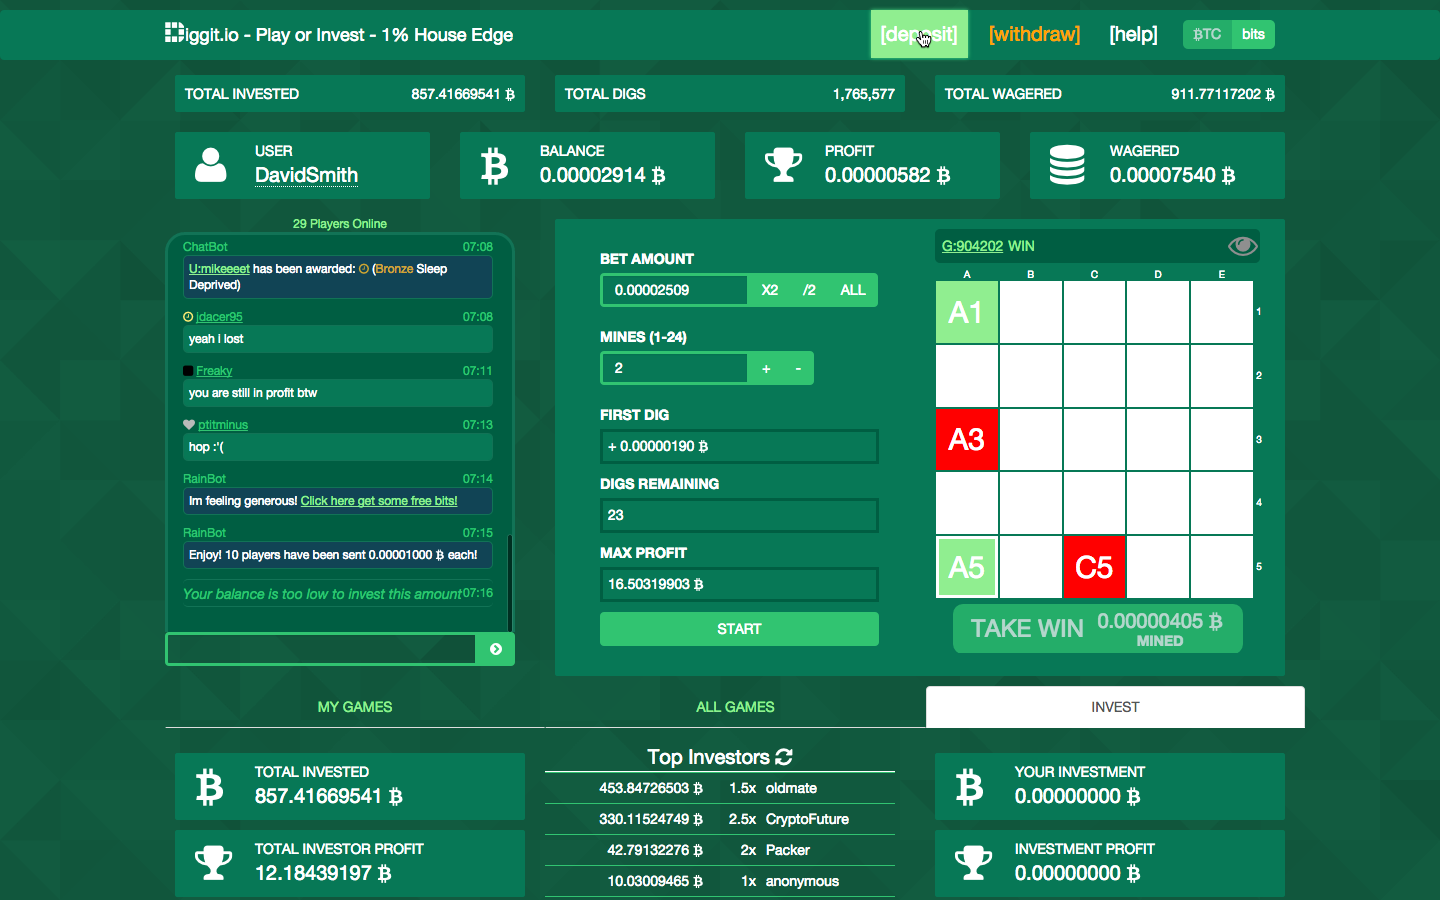 Diggit.io - Play or Invest - 1% House Edge
[deposit] [withdraw] [help] ₿TC bits
TOTAL INVESTED 857.41669541 ₿
TOTAL DIGS 1,765,577
TOTAL WAGERED 911.77117202 ₿
USER
DavidSmith
BALANCE
0.00002914 ₿
PROFIT
0.00000582 ₿
WAGERED
0.00007540 ₿
29 Players Online
ChatBot 07:08
U:mikeeeet has been awarded: (Bronze Sleep
Deprived)
jdacer95 07:08
yeah i lost
Freaky 07:11
you are still in profit btw
ptitminus 07:13
hop :'(
RainBot 07:14
Im feeling generous! Click here get some free bits!
RainBot 07:15
Enjoy! 10 players have been sent 0.00001000 ₿ each!
Your balance is too low to invest this amount 07:16
BET AMOUNT
0.00002509 X2 /2 ALL
MINES (1-24)
2 + -
FIRST DIG
+ 0.00000190 ₿
DIGS REMAINING
23
MAX PROFIT
16.50319903 ₿
START
G:904202 WIN
A B C D E
A1 1
2
A3 3
4
A5 C5 5
TAKE WIN 0.00000405 ₿
MINED
MY GAMES ALL GAMES INVEST
TOTAL INVESTED
857.41669541 ₿
TOTAL INVESTOR PROFIT
12.18439197 ₿
Top Investors
453.84726503 ₿ 1.5x oldmate
330.11524749 ₿ 2.5x CryptoFuture
42.79132276 ₿ 2x Packer
10.03009465 ₿ 1x anonymous
YOUR INVESTMENT
0.00000000 ₿
INVESTMENT PROFIT
0.00000000 ₿